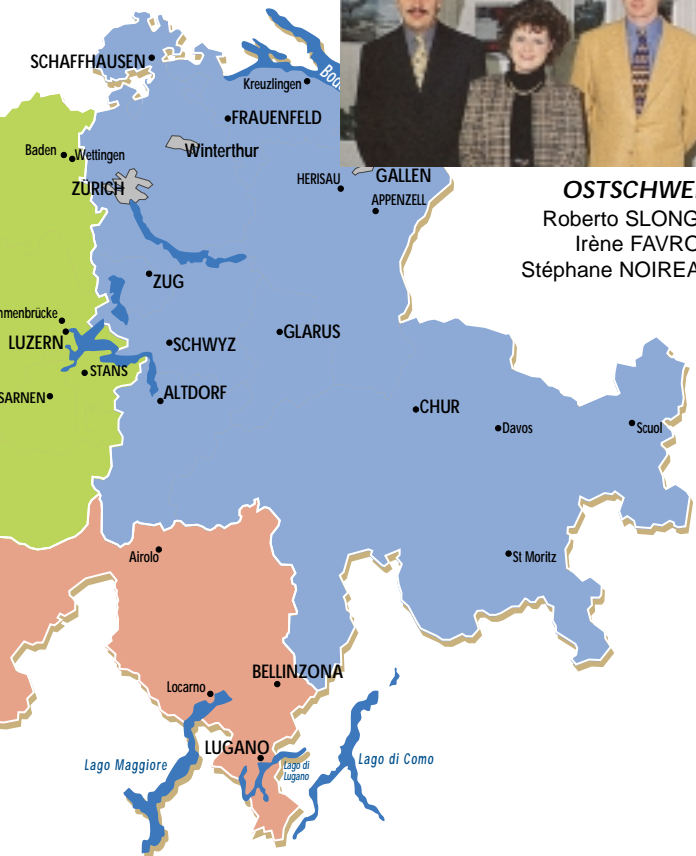 SCHAFFHAUSEN
Kreuzlingen
Bod
FRAUENFELD
Baden
Wettingen
Winterthur
ZÜRICH
HERISAU
GALLEN
APPENZELL
OSTSCHWE
Roberto SLONG
Irène FAVRO
Stéphane NOIREA
ZUG
mmenbrücke
LUZERN
SCHWYZ
GLARUS
STANS
SARNEN
ALTDORF
CHUR
Davos
Scuol
Airolo
St Moritz
BELLINZONA
Locarno
LUGANO
Lago Maggiore
Lago di
Lugano
Lago di Como